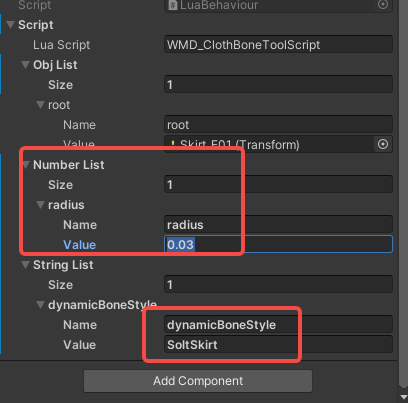 Script LuaBehaviour
Script
Lua Script WMD_ClothBoneToolScript
Obj List
Size 1
root
Name root
Value Skirt_F01 (Transform)
Number List
Size 1
radius
Name radius
Value 0.03
String List
Size 1
dynamicBoneStyle
Name dynamicBoneStyle
Value SoltSkirt
Add Component